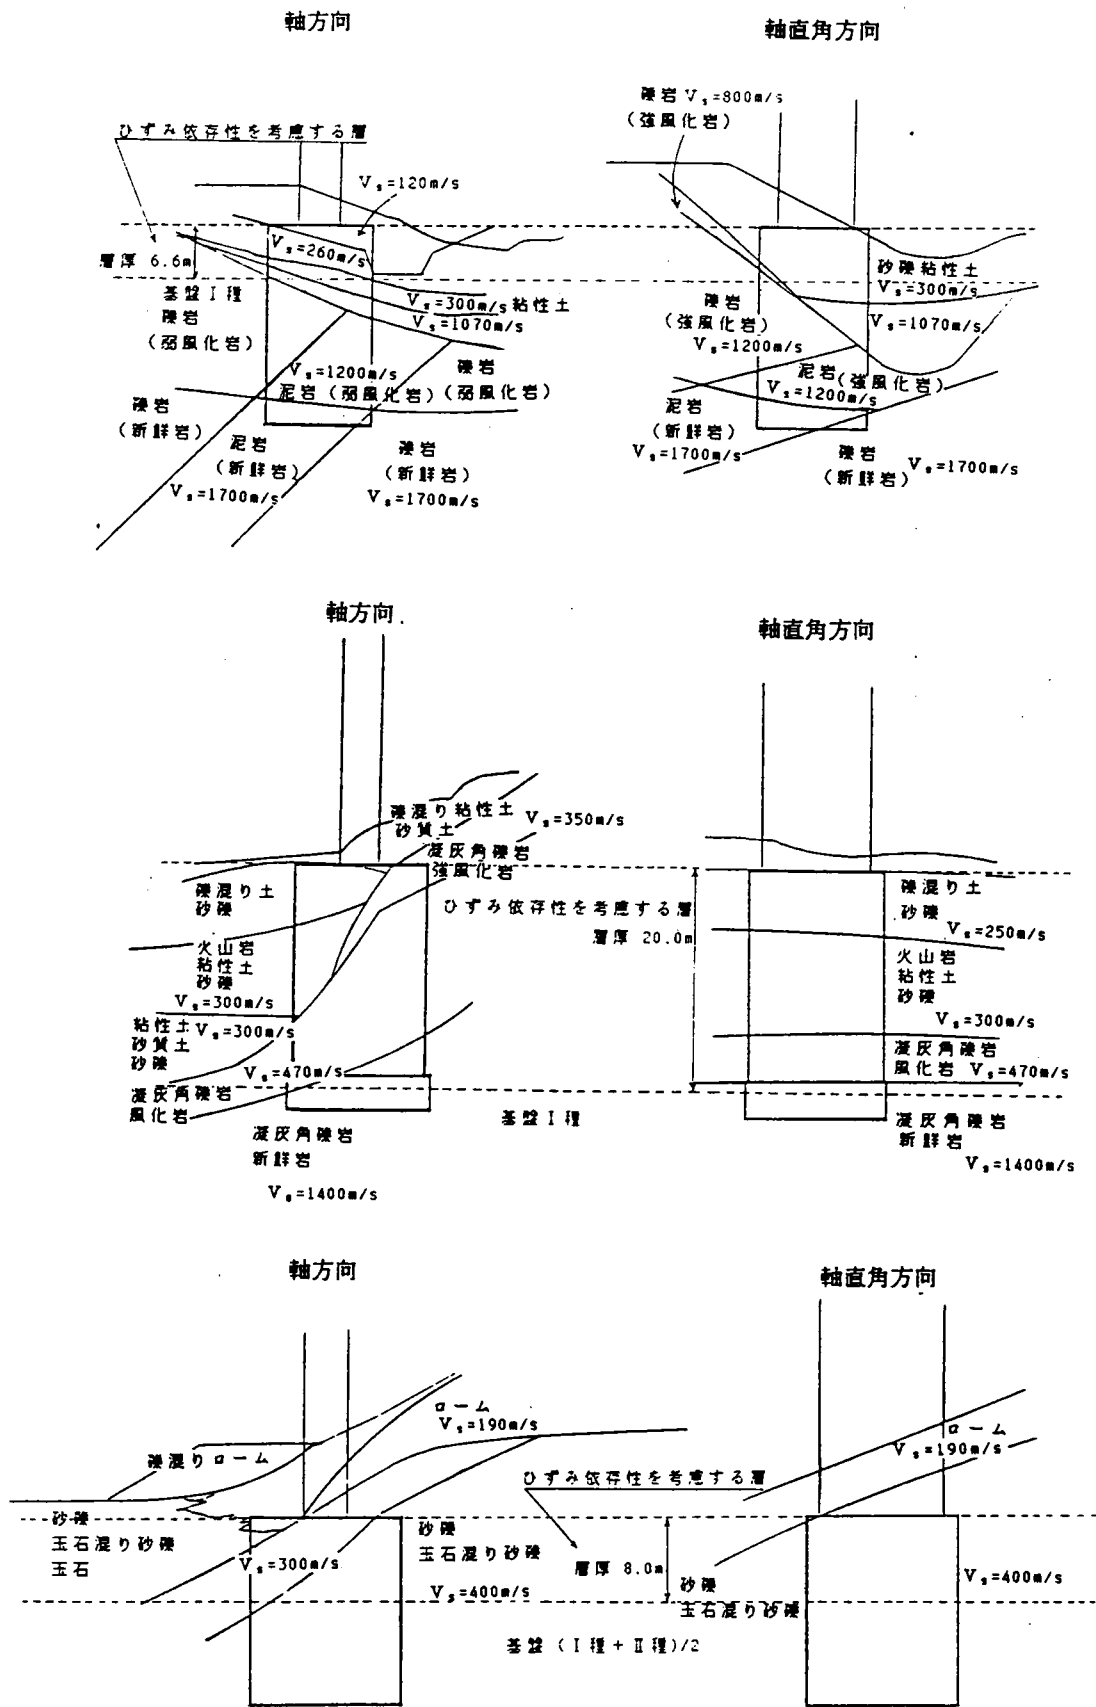 軸方向
軸直角方向
礫岩 Vs=800m/s
(強風化岩)
ひずみ依存性を考慮する層
Vs=120m/s
Vs=260m/s
層厚 6.6m
基盤Ⅰ種
礫岩
(弱風化岩)
Vs=300m/s 粘性土
Vs=1070m/s
Vs=1200m/s
泥岩(弱風化岩)
礫岩
(弱風化岩)
礫岩
(新鮮岩)
泥岩
(新鮮岩)
Vs=1700m/s
礫岩
(新鮮岩)
Vs=1700m/s
砂礫粘性土
Vs=300m/s
礫岩
(強風化岩)
Vs=1200m/s
Vs=1070m/s
泥岩(強風化岩)
Vs=1200m/s
泥岩
(新鮮岩)
Vs=1700m/s
礫岩
(新鮮岩)
Vs=1700m/s
軸方向
軸直角方向
礫混り粘性土
砂質土
Vs=350m/s
凝灰角礫岩
強風化岩
礫混り土
砂礫
ひずみ依存性を考慮する層
層厚 20.0m
火山岩
粘性土
砂礫
Vs=300m/s
粘性土
砂質土
砂礫
Vs=300m/s
Vs=470m/s
凝灰角礫岩
風化岩
基盤Ⅰ種
凝灰角礫岩
新鮮岩
Vs=1400m/s
礫混り土
砂礫
Vs=250m/s
火山岩
粘性土
砂礫
Vs=300m/s
凝灰角礫岩
風化岩 Vs=470m/s
凝灰角礫岩
新鮮岩
Vs=1400m/s
軸方向
軸直角方向
ローム
Vs=190m/s
礫混りローム
砂礫
玉石混り砂礫
玉石
Vs=300m/s
砂礫
玉石混り砂礫
Vs=400m/s
ひずみ依存性を考慮する層
層厚 8.0m
ローム
Vs=190m/s
砂礫
玉石混り砂礫
Vs=400m/s
基盤(Ⅰ種+Ⅱ種)/2